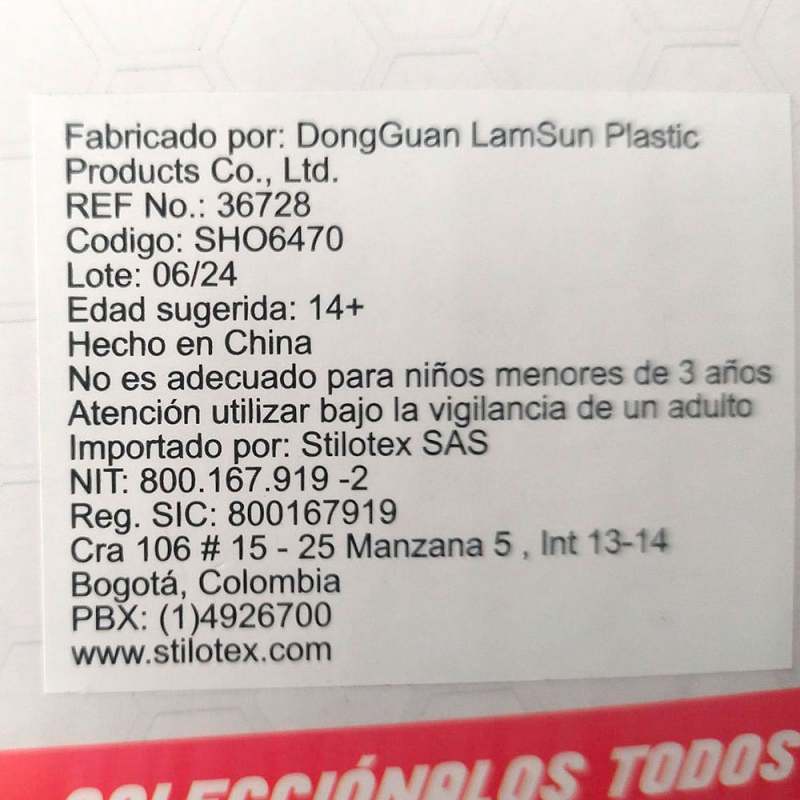 Fabricado por: DongGuan LamSun Plastic
Products Co., Ltd.
REF No.: 36728
Codigo: SHO6470
Lote: 06/24
Edad sugerida: 14+
Hecho en China
No es adecuado para niños menores de 3 años
Atención utilizar bajo la vigilancia de un adulto
Importado por: Stilotex SAS
NIT: 800.167.919 -2
Reg. SIC: 800167919
Cra 106 # 15 - 25 Manzana 5 , Int 13-14
Bogotá, Colombia
PBX: (1)4926700
www.stilotex.com
COLECCIÓNALOS TODOS